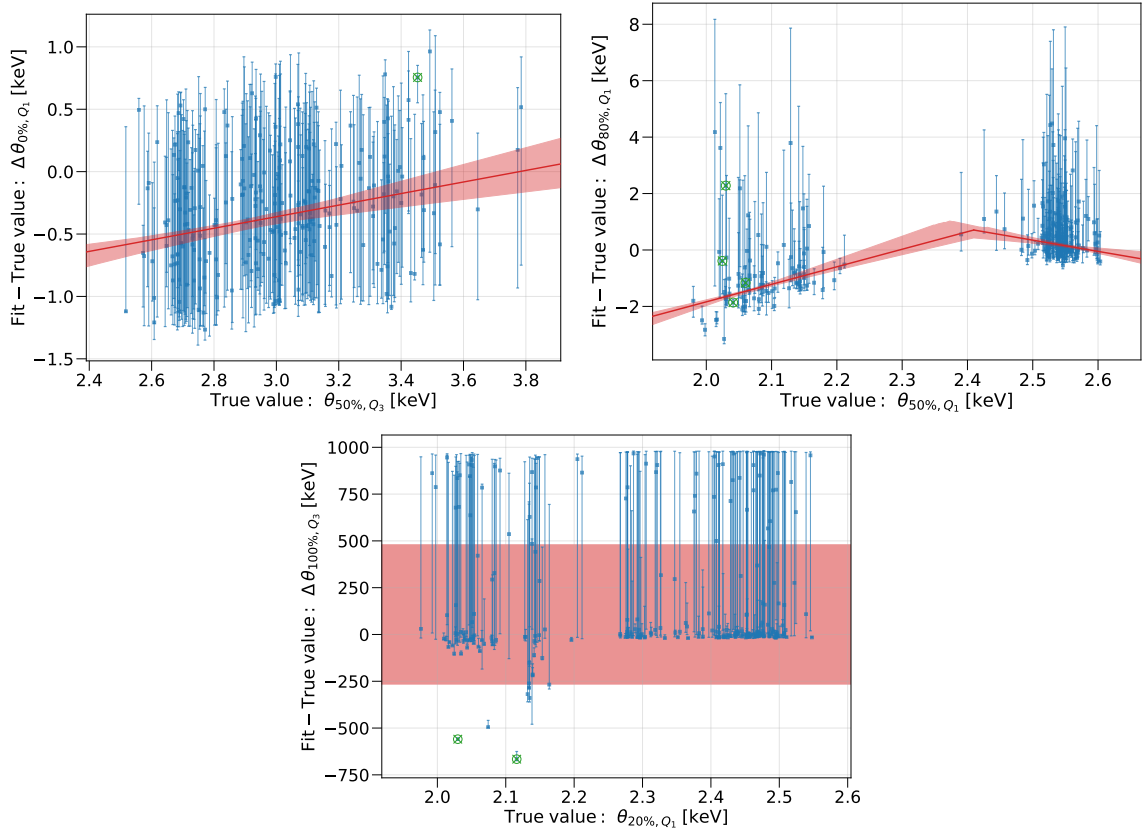 Fit − True value : Δ θ0%, Q1 [keV]
1.0
0.5
0.0
−0.5
−1.0
−1.5
2.4 2.6 2.8 3.0 3.2 3.4 3.6 3.8
True value : θ50%, Q3 [keV]
Fit − True value : Δ θ80%, Q1 [keV]
8
6
4
2
0
−2
2.0 2.1 2.2 2.3 2.4 2.5 2.6
True value : θ50%, Q1 [keV]
Fit − True value : Δ θ100%, Q3 [keV]
1000
750
500
250
0
−250
−500
−750
2.0 2.1 2.2 2.3 2.4 2.5 2.6
True value : θ20%, Q1 [keV]